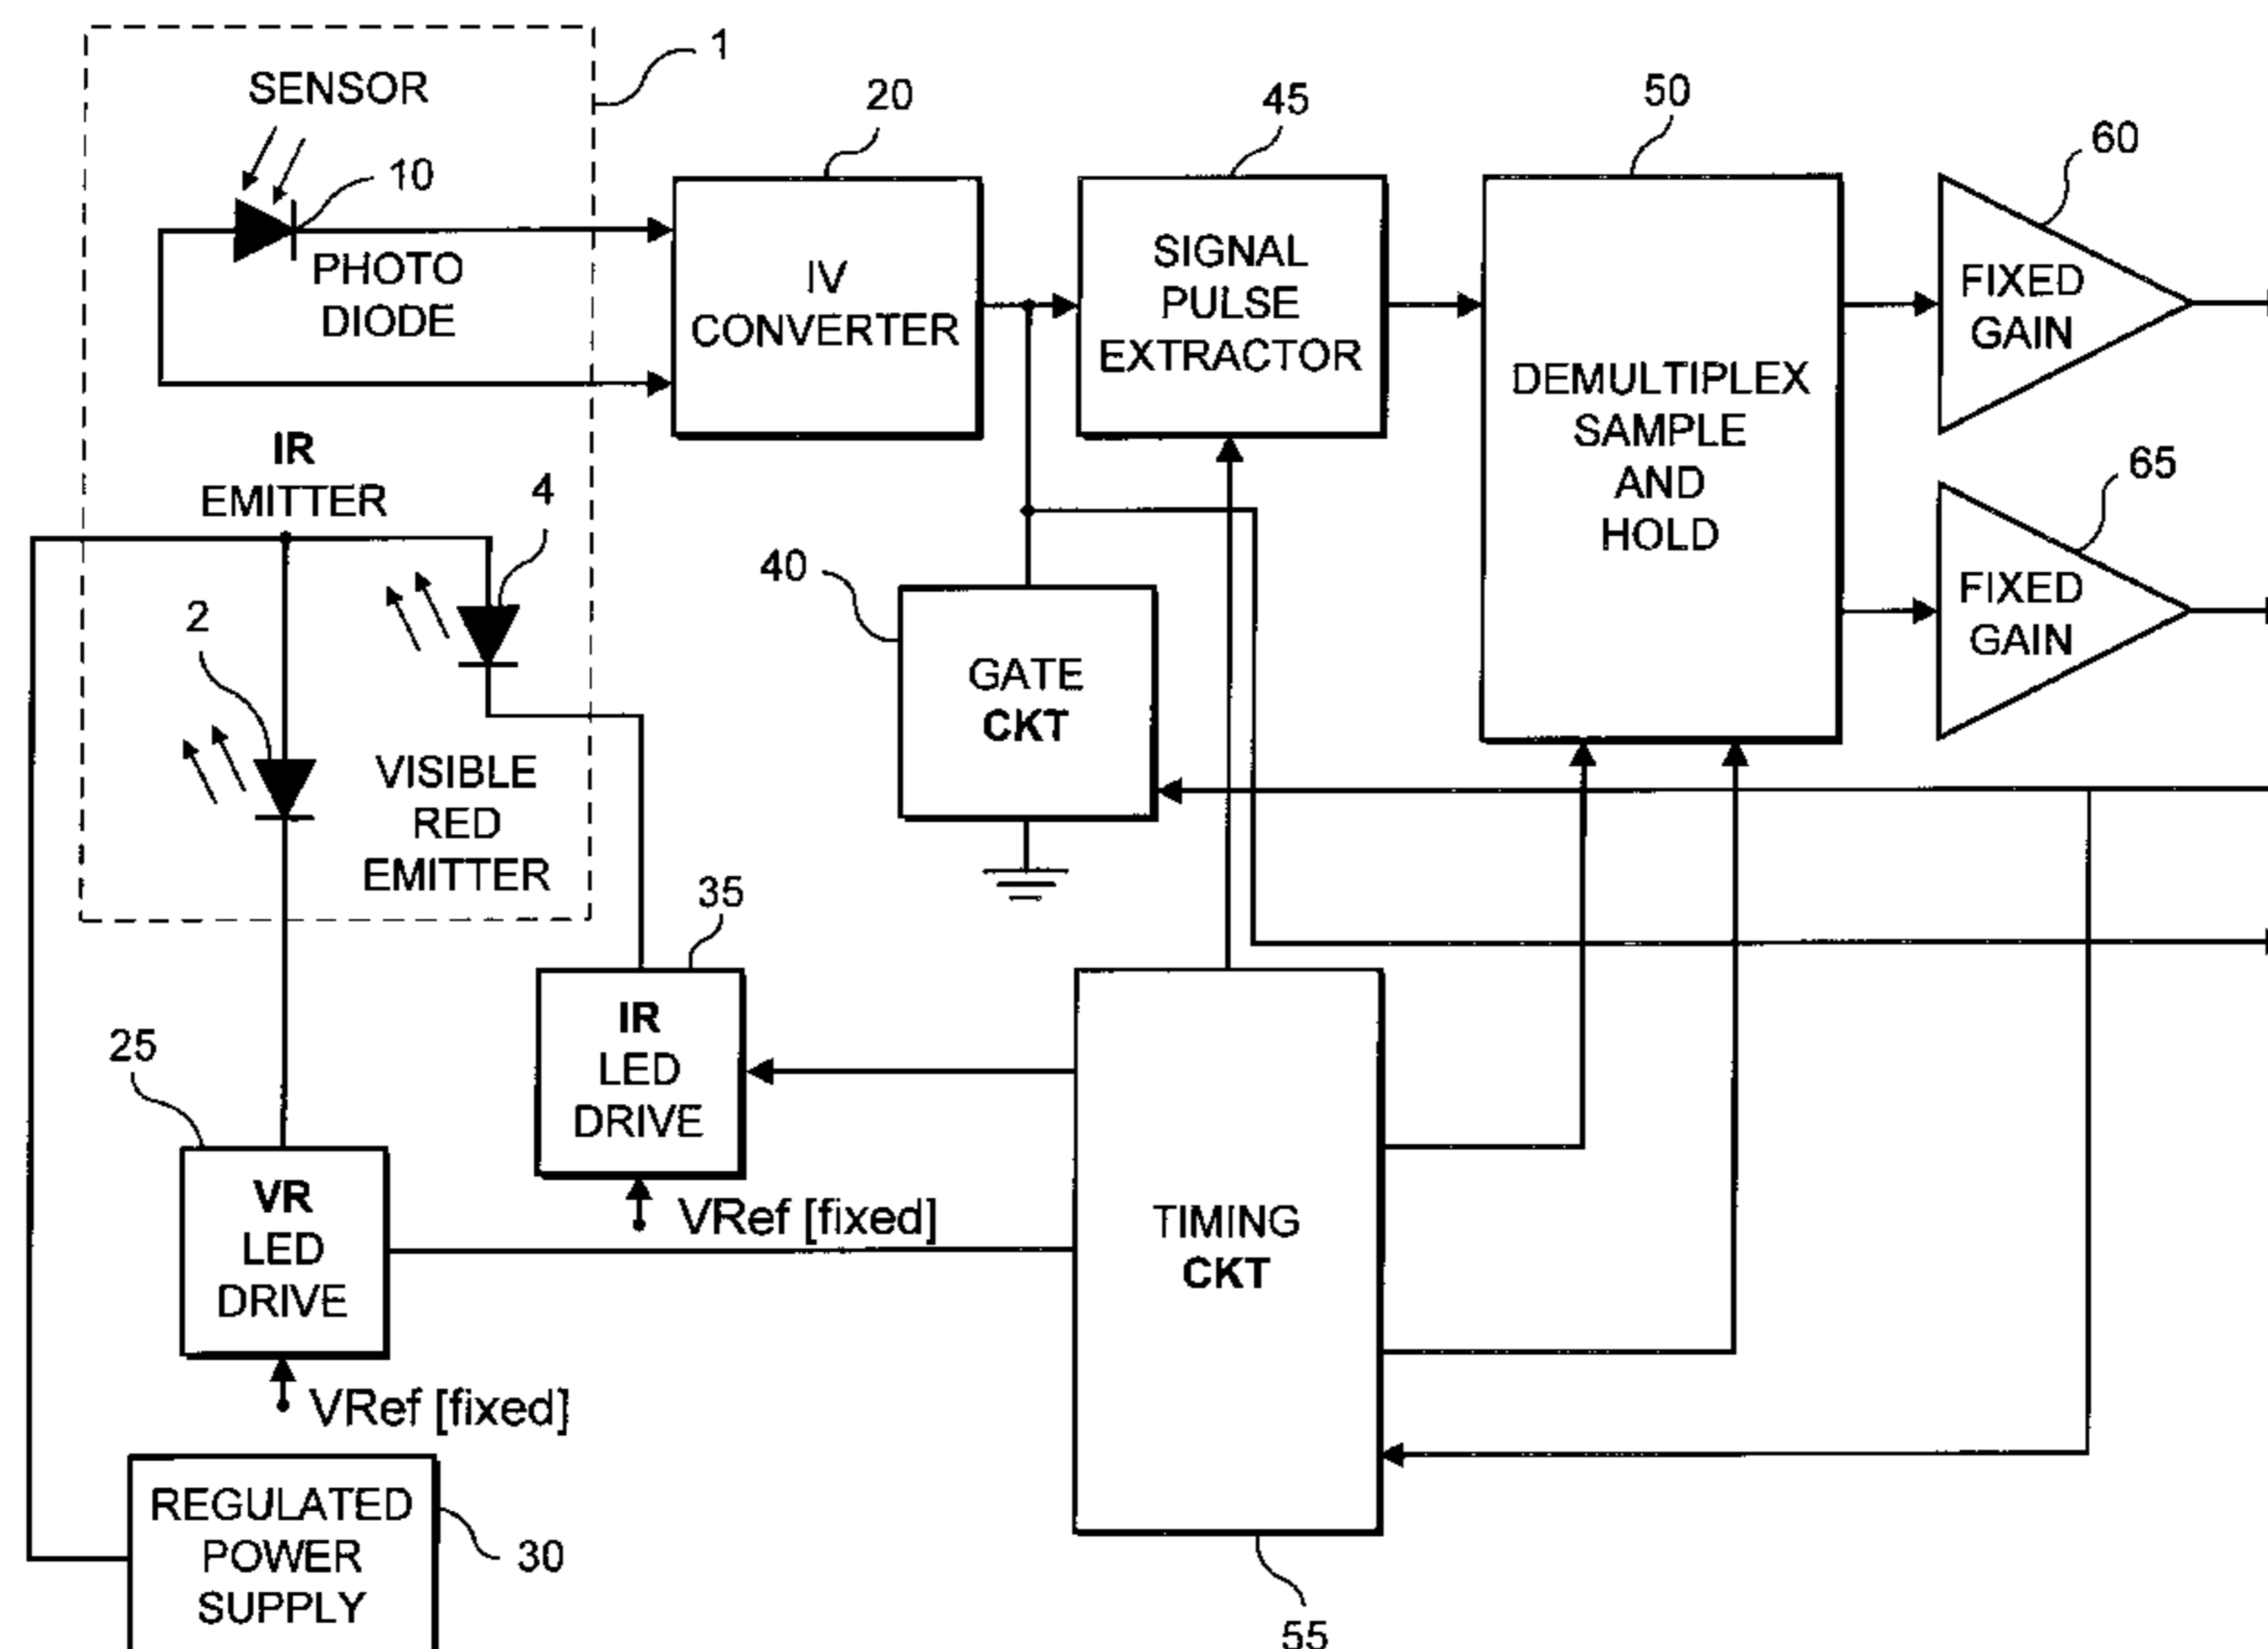 1
SENSOR
10
PHOTO
DIODE
20
IV
CONVERTER
45
SIGNAL
PULSE
EXTRACTOR
50
DEMULTIPLEX
SAMPLE
AND
HOLD
60
FIXED
GAIN
65
FIXED
GAIN
IR
EMITTER
4
2
VISIBLE
RED
EMITTER
40
GATE
CKT
35
IR
LED
DRIVE
VRef [fixed]
25
VR
LED
DRIVE
VRef [fixed]
TIMING
CKT
55
REGULATED
POWER
SUPPLY
30